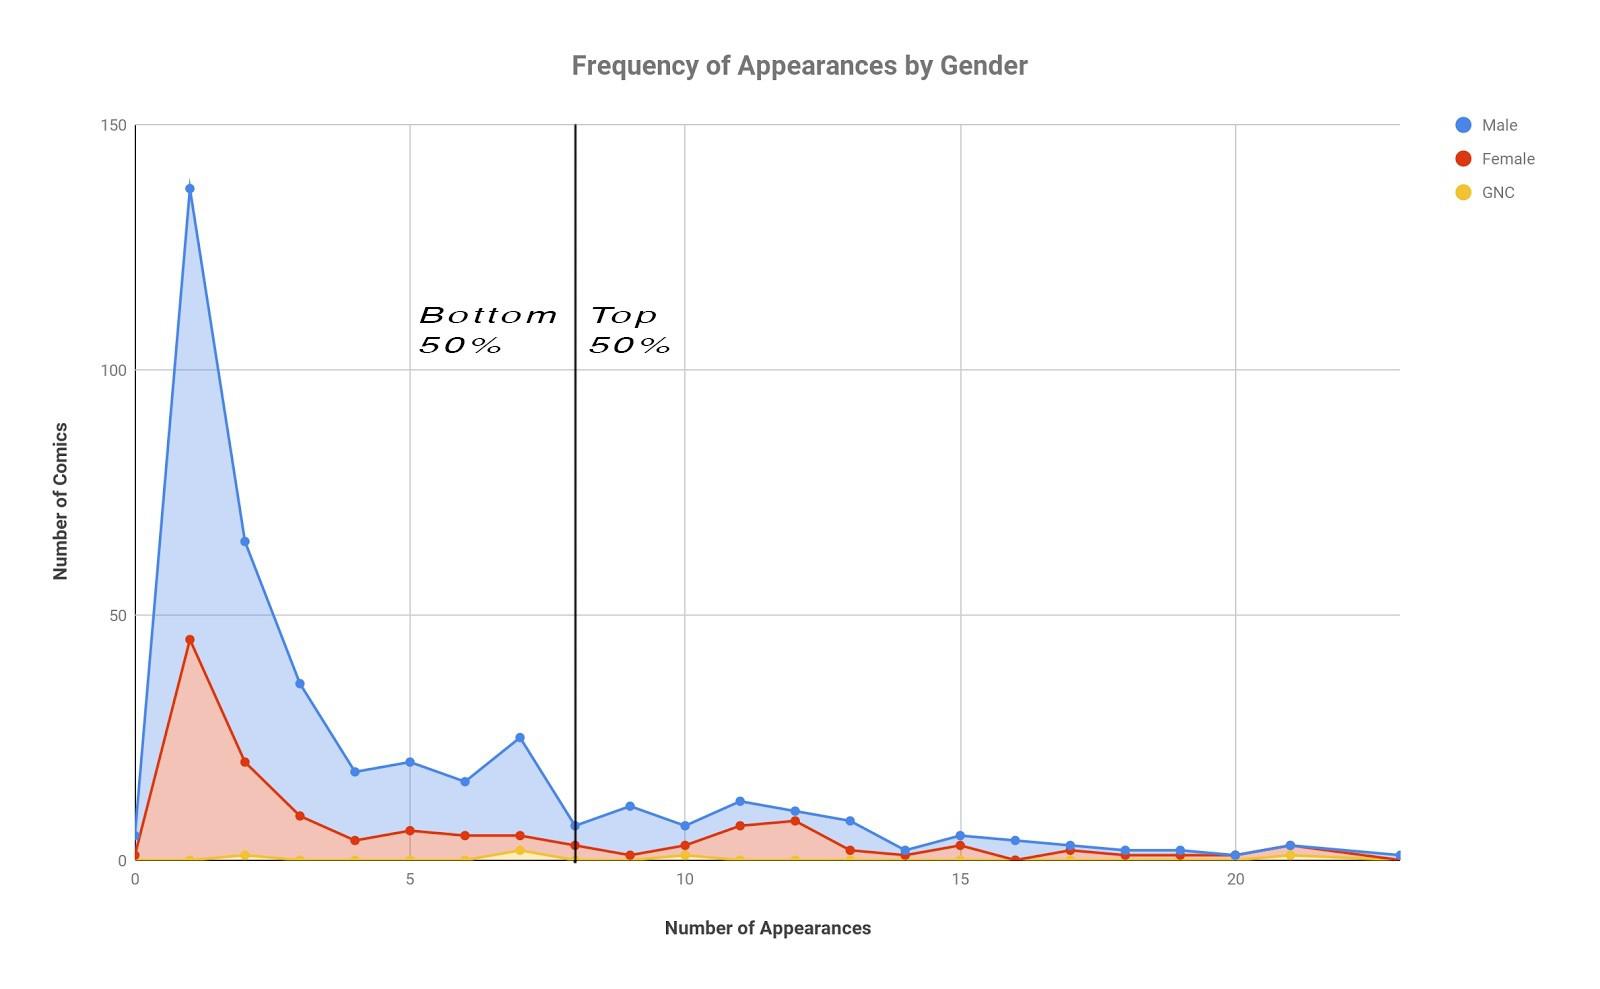 Frequency of Appearances by Gender
Male
Female
GNC
150
100
50
0
Bottom
50%
Top
50%
Number of Comics
0
5
10
15
20
Number of Appearances